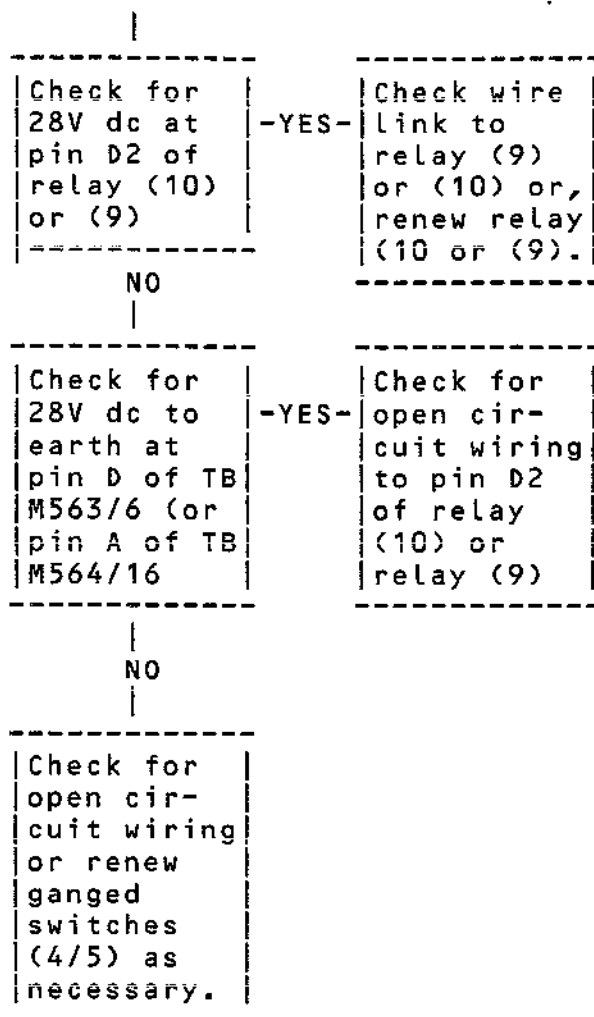 Check for
28V dc at
pin D2 of
relay (10)
or (9)
-YES-
Check wire
link to
relay (9)
or (10) or,
renew relay
(10 or (9).
NO
Check for
28V dc to
earth at
pin D of TB
M563/6 (or
pin A of TB
M564/16
-YES-
Check for
open cir-
cuit wiring
to pin D2
of relay
(10) or
relay (9)
NO
Check for
open cir-
cuit wiring
or renew
ganged
switches
(4/5) as
necessary.